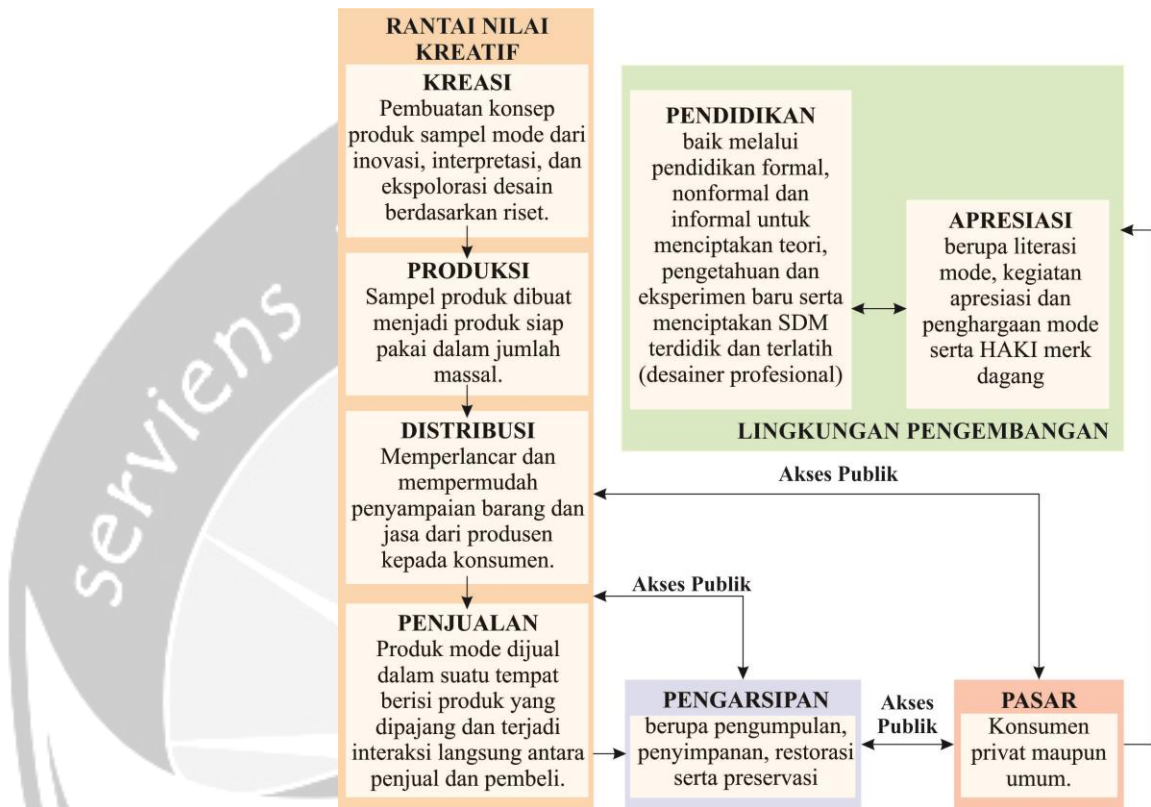 RANTAI NILAI
KREATIF
KREASI
Pembuatan konsep
produk sampel mode dari
inovasi, interpretasi, dan
ekspolorasi desain
berdasarkan riset.
PRODUKSI
Sampel produk dibuat
menjadi produk siap
pakai dalam jumlah
massal.
DISTRIBUSI
Memperlancar dan
mempermudah
penyampaian barang dan
jasa dari produsen
kepada konsumen.
PENJUALAN
Produk mode dijual
dalam suatu tempat
berisi produk yang
dipajang dan terjadi
interaksi langsung antara
penjual dan pembeli.
PENDIDIKAN
baik melalui
pendidikan formal,
nonformal dan
informal untuk
menciptakan teori,
pengetahuan dan
eksperimen baru serta
menciptakan SDM
terdidik dan terlatih
(desainer profesional)
APRESIASI
berupa literasi
mode, kegiatan
apresiasi dan
penghargaan mode
serta HAKI merk
dagang
LINGKUNGAN PENGEMBANGAN
Akses Publik
Akses Publik
PENGARSIPAN
berupa pengumpulan,
penyimpanan, restorasi
serta preservasi
Akses
Publik
PASAR
Konsumen
privat maupun
umum.
serviens